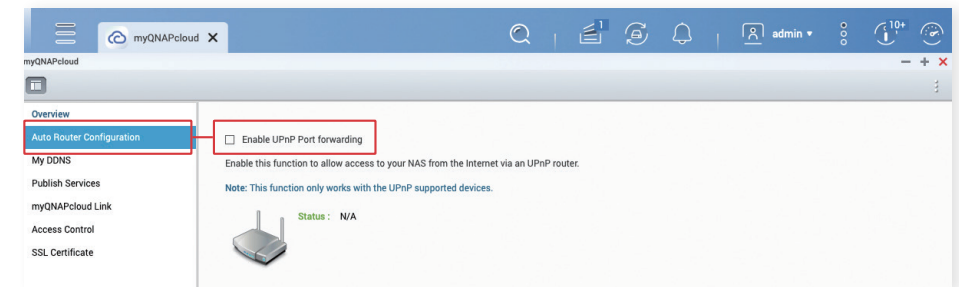 myQNAPcloud
1
admin
10+
myQNAPcloud
Overview
Auto Router Configuration
Enable UPnP Port forwarding
My DDNS
Enable this function to allow access to your NAS from the Internet via an UPnP router.
Publish Services
Note: This function only works with the UPnP supported devices.
myQNAPcloud Link
Status : N/A
Access Control
SSL Certificate